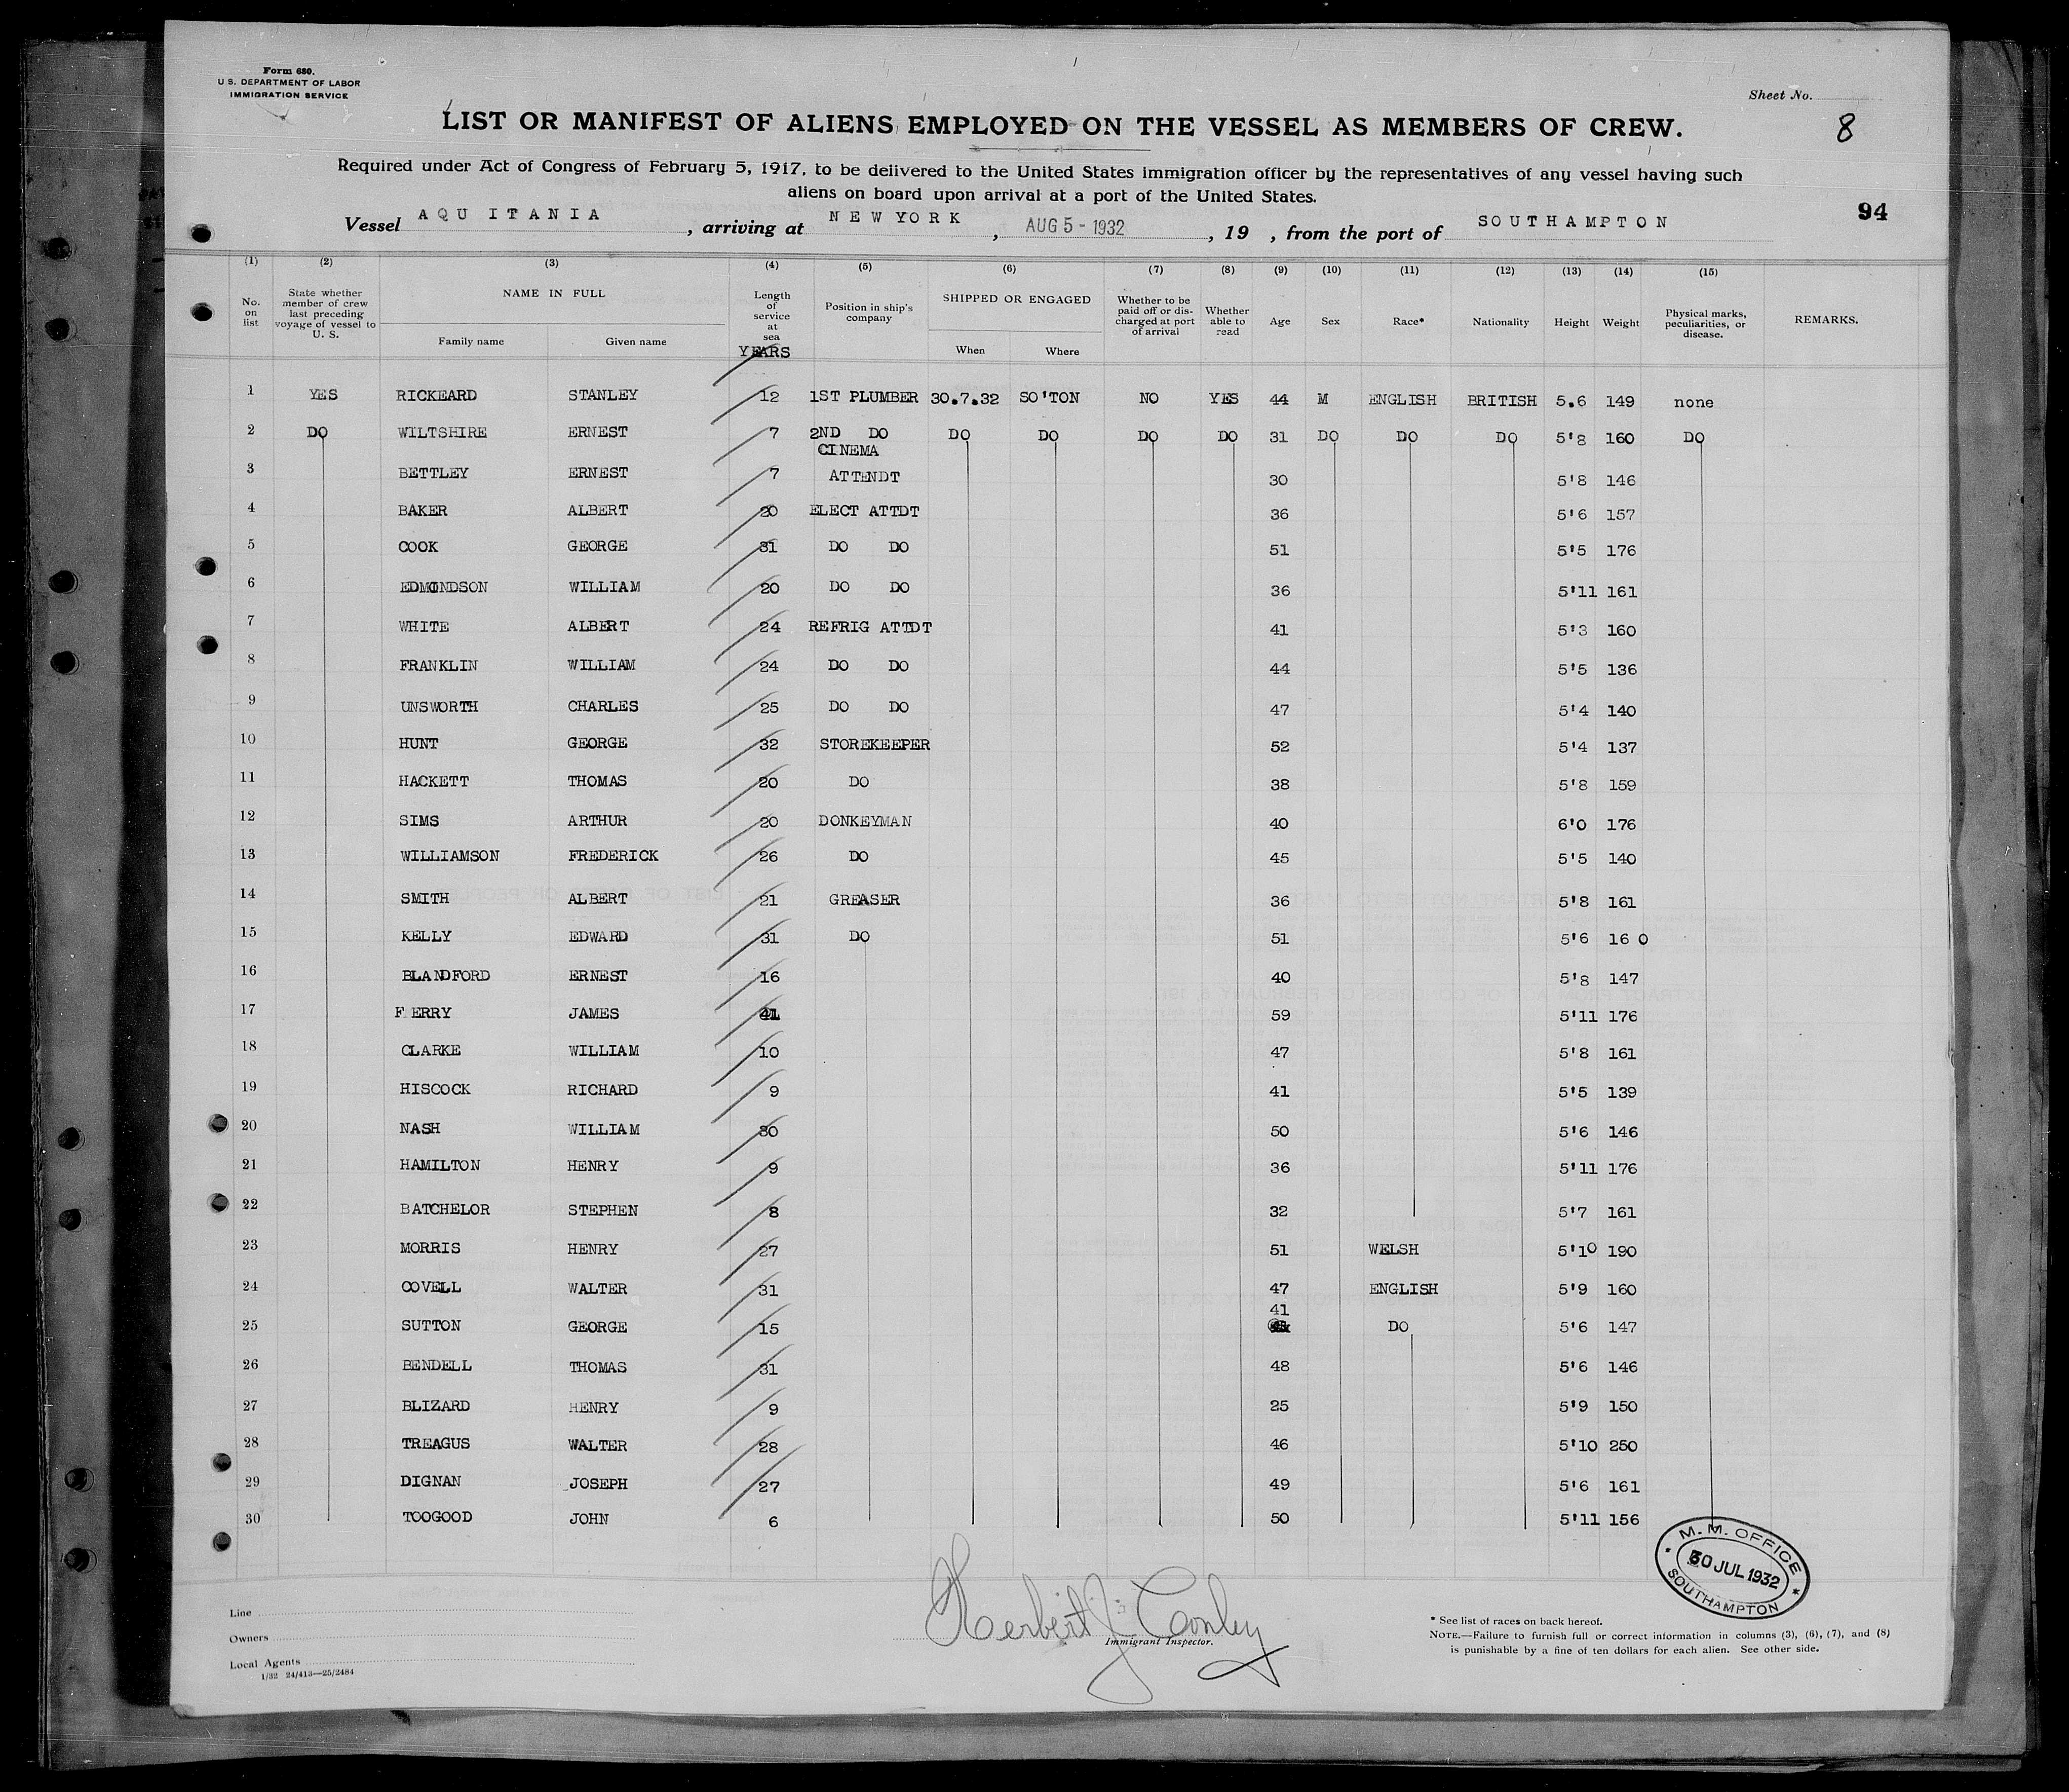 Form 680.
U. S. DEPARTMENT OF LABOR
IMMIGRATION SERVICE
Sheet No.
8
LIST OR MANIFEST OF ALIENS EMPLOYED ON THE VESSEL AS MEMBERS OF CREW.
Required under Act of Congress of February 5, 1917, to be delivered to the United States immigration officer by the representatives of any vessel having such
aliens on board upon arrival at a port of the United States.
94
Vessel AQUITANIA, arriving at NEW YORK, AUG 5 - 1932, 19 , from the port of SOUTHAMPTON
(1) (2) (3) (4) (5) (6) (7) (8) (9) (10) (11) (12) (13) (14) (15)
No. on list State whether member of crew last preceding voyage of vessel to U. S. NAME IN FULL Family name Given name Length of service at sea YEARS Position in ship's company SHIPPED OR ENGAGED When Where Whether to be paid off or discharged at port of arrival Whether able to read Age Sex Race* Nationality Height Weight Physical marks, peculiarities, or disease. REMARKS.
1 YES RICKEARD STANLEY 12 1ST PLUMBER 30.7.32 SO'TON NO YES 44 M ENGLISH BRITISH 5.6 149 none
2 DO WILTSHIRE ERNEST 7 2ND DO DO DO DO DO 31 DO DO DO 5'8 160 DO
3 BETTLEY ERNEST 7 CINEMA ATTENDT 30 5'8 146
4 BAKER ALBERT 20 ELECT ATTDT 36 5'6 157
5 COOK GEORGE 31 DO DO 51 5'5 176
6 EDMONDSON WILLIAM 20 DO DO 36 5'11 161
7 WHITE ALBERT 24 REFRIG ATTDT 41 5'3 160
8 FRANKLIN WILLIAM 24 DO DO 44 5'5 136
9 UNSWORTH CHARLES 25 DO DO 47 5'4 140
10 HUNT GEORGE 32 STOREKEEPER 52 5'4 137
11 HACKETT THOMAS 20 DO 38 5'8 159
12 SIMS ARTHUR 20 DONKEYMAN 40 6'0 176
13 WILLIAMSON FREDERICK 26 DO 45 5'5 140
14 SMITH ALBERT 21 GREASER 36 5'8 161
15 KELLY EDWARD 31 DO 51 5'6 16 0
16 BLANDFORD ERNEST 16 40 5'8 147
17 F ERRY JAMES 41 59 5'11 176
18 CLARKE WILLIAM 10 47 5'8 161
19 HISCOCK RICHARD 9 41 5'5 139
20 NASH WILLIAM 30 50 5'6 146
21 HAMILTON HENRY 9 36 5'11 176
22 BATCHELOR STEPHEN 8 32 5'7 161
23 MORRIS HENRY 27 51 WELSH 5'10 190
24 COVELL WALTER 31 47 ENGLISH 5'9 160
25 SUTTON GEORGE 15 41 DO 5'6 147
26 BENDELL THOMAS 31 48 5'6 146
27 BLIZARD HENRY 9 25 5'9 150
28 TREAGUS WALTER 28 46 5'10 250
29 DIGNAN JOSEPH 27 49 5'6 161
30 TOOGOOD JOHN 6 50 5'11 156
M. M. OFFICE
30 JUL 1932
SOUTHAMPTON
Line
Owners
Local Agents
1/32 24/413—25/2484
Herbert J Conley
Immigrant Inspector.
* See list of races on back hereof.
NOTE.—Failure to furnish full or correct information in columns (3), (6), (7), and (8)
is punishable by a fine of ten dollars for each alien. See other side.